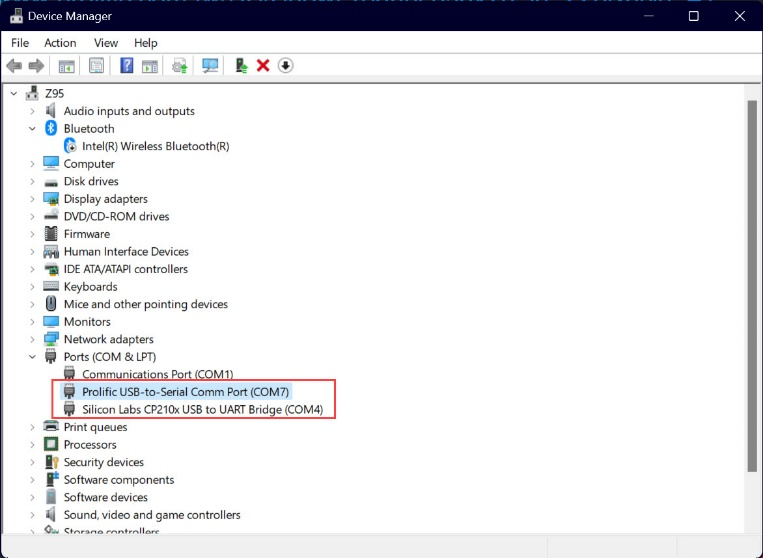 Device Manager
File Action View Help
Z95
Audio inputs and outputs
Bluetooth
Intel(R) Wireless Bluetooth(R)
Computer
Disk drives
Display adapters
DVD/CD-ROM drives
Firmware
Human Interface Devices
IDE ATA/ATAPI controllers
Keyboards
Mice and other pointing devices
Monitors
Network adapters
Ports (COM & LPT)
Communications Port (COM1)
Prolific USB-to-Serial Comm Port (COM7)
Silicon Labs CP210x USB to UART Bridge (COM4)
Print queues
Processors
Security devices
Software components
Software devices
Sound, video and game controllers
Storage controllers